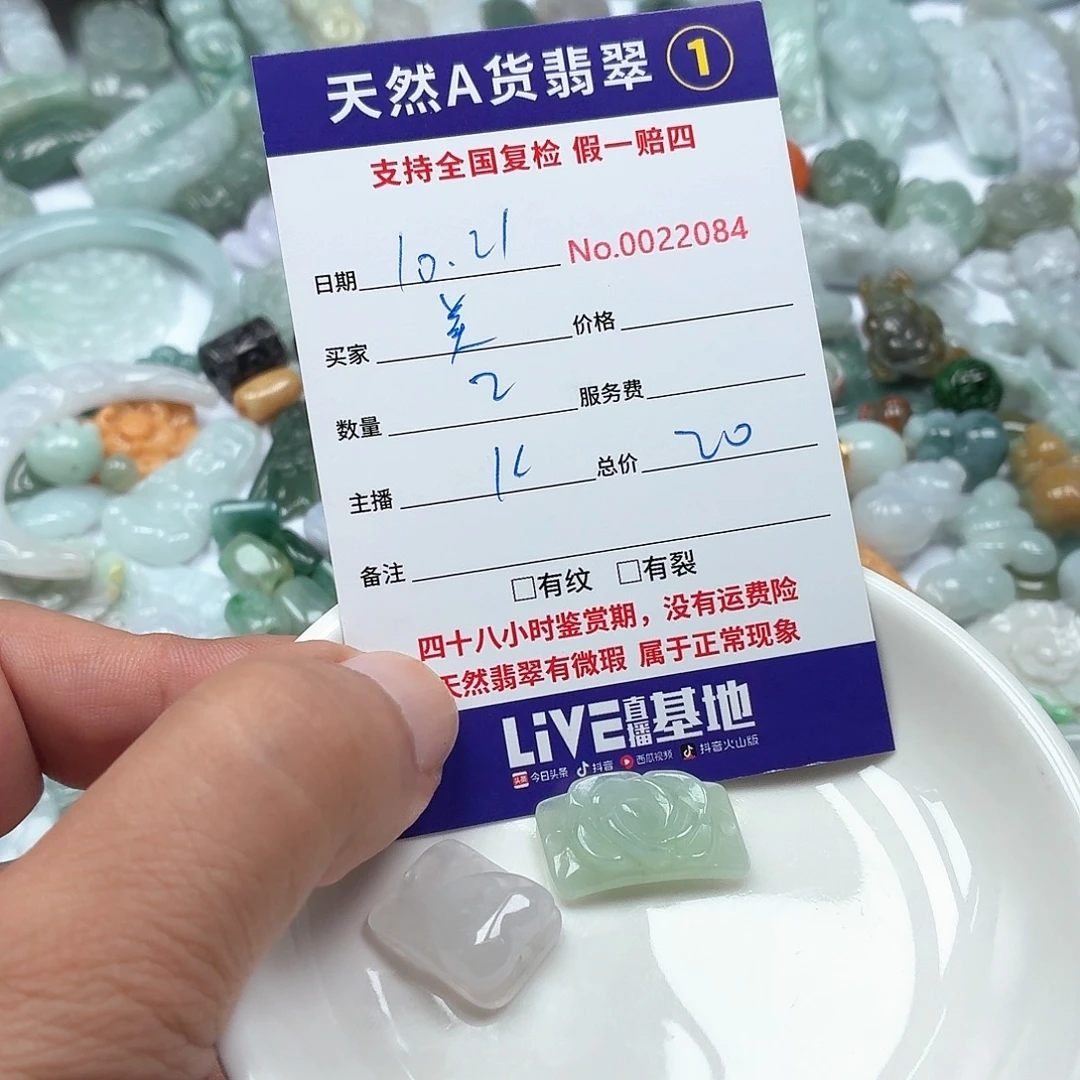 天然A货翡翠 1
支持全国复检 假一赔四
日期 10.21 No.0022084
买家 美 价格
数量 2 服务费
主播 总价 20
备注
□有纹 □有裂
四十八小时鉴赏期，没有运费险
天然翡翠有微瑕 属于正常现象
LiVE直播基地
头条 今日头条 抖音 西瓜视频 抖音火山版